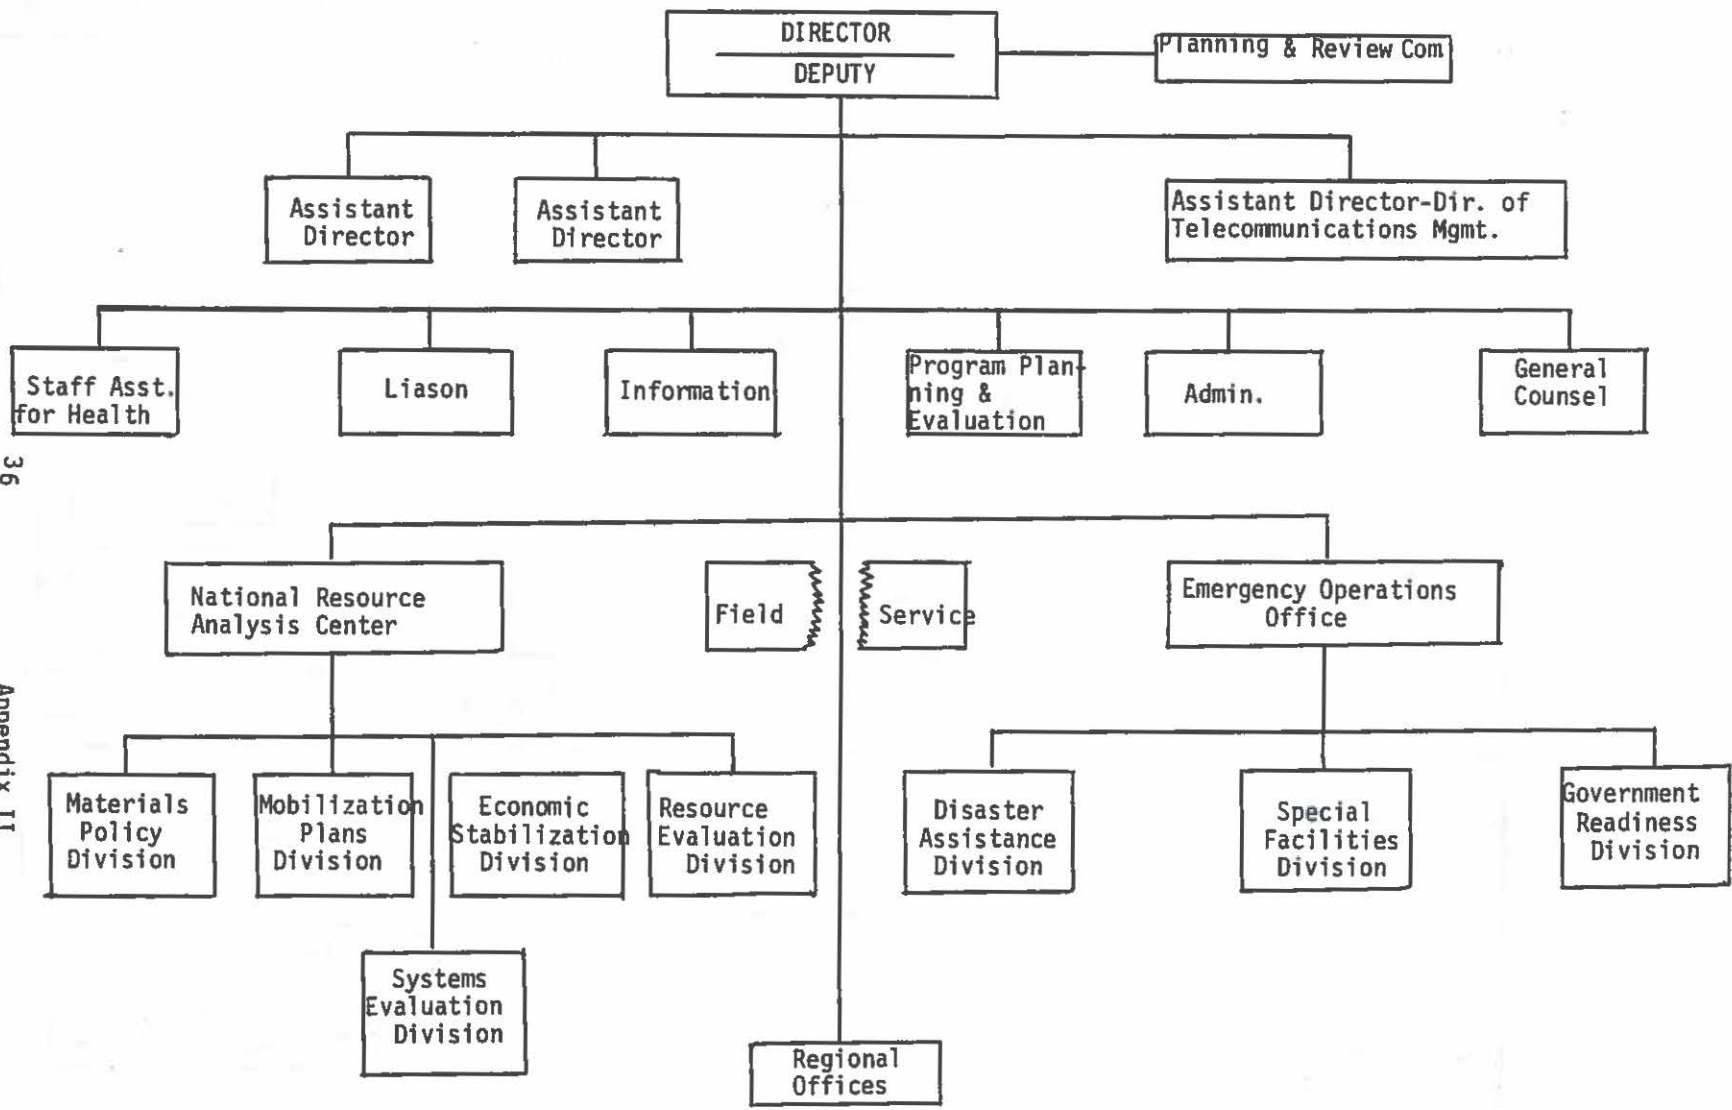 DIRECTOR
DEPUTY
Planning & Review Com
Assistant
Director
Assistant
Director
Assistant Director-Dir. of
Telecommunications Mgmt.
Staff Asst.
for Health
Liason
Information
Program Plan-
ning &
Evaluation
Admin.
General
Counsel
36
National Resource
Analysis Center
Field
Service
Emergency Operations
Office
Appendix II
Materials
Policy
Division
Mobilization
Plans
Division
Economic
Stabilization
Division
Resource
Evaluation
Division
Disaster
Assistance
Division
Special
Facilities
Division
Government
Readiness
Division
Systems
Evaluation
Division
Regional
Offices